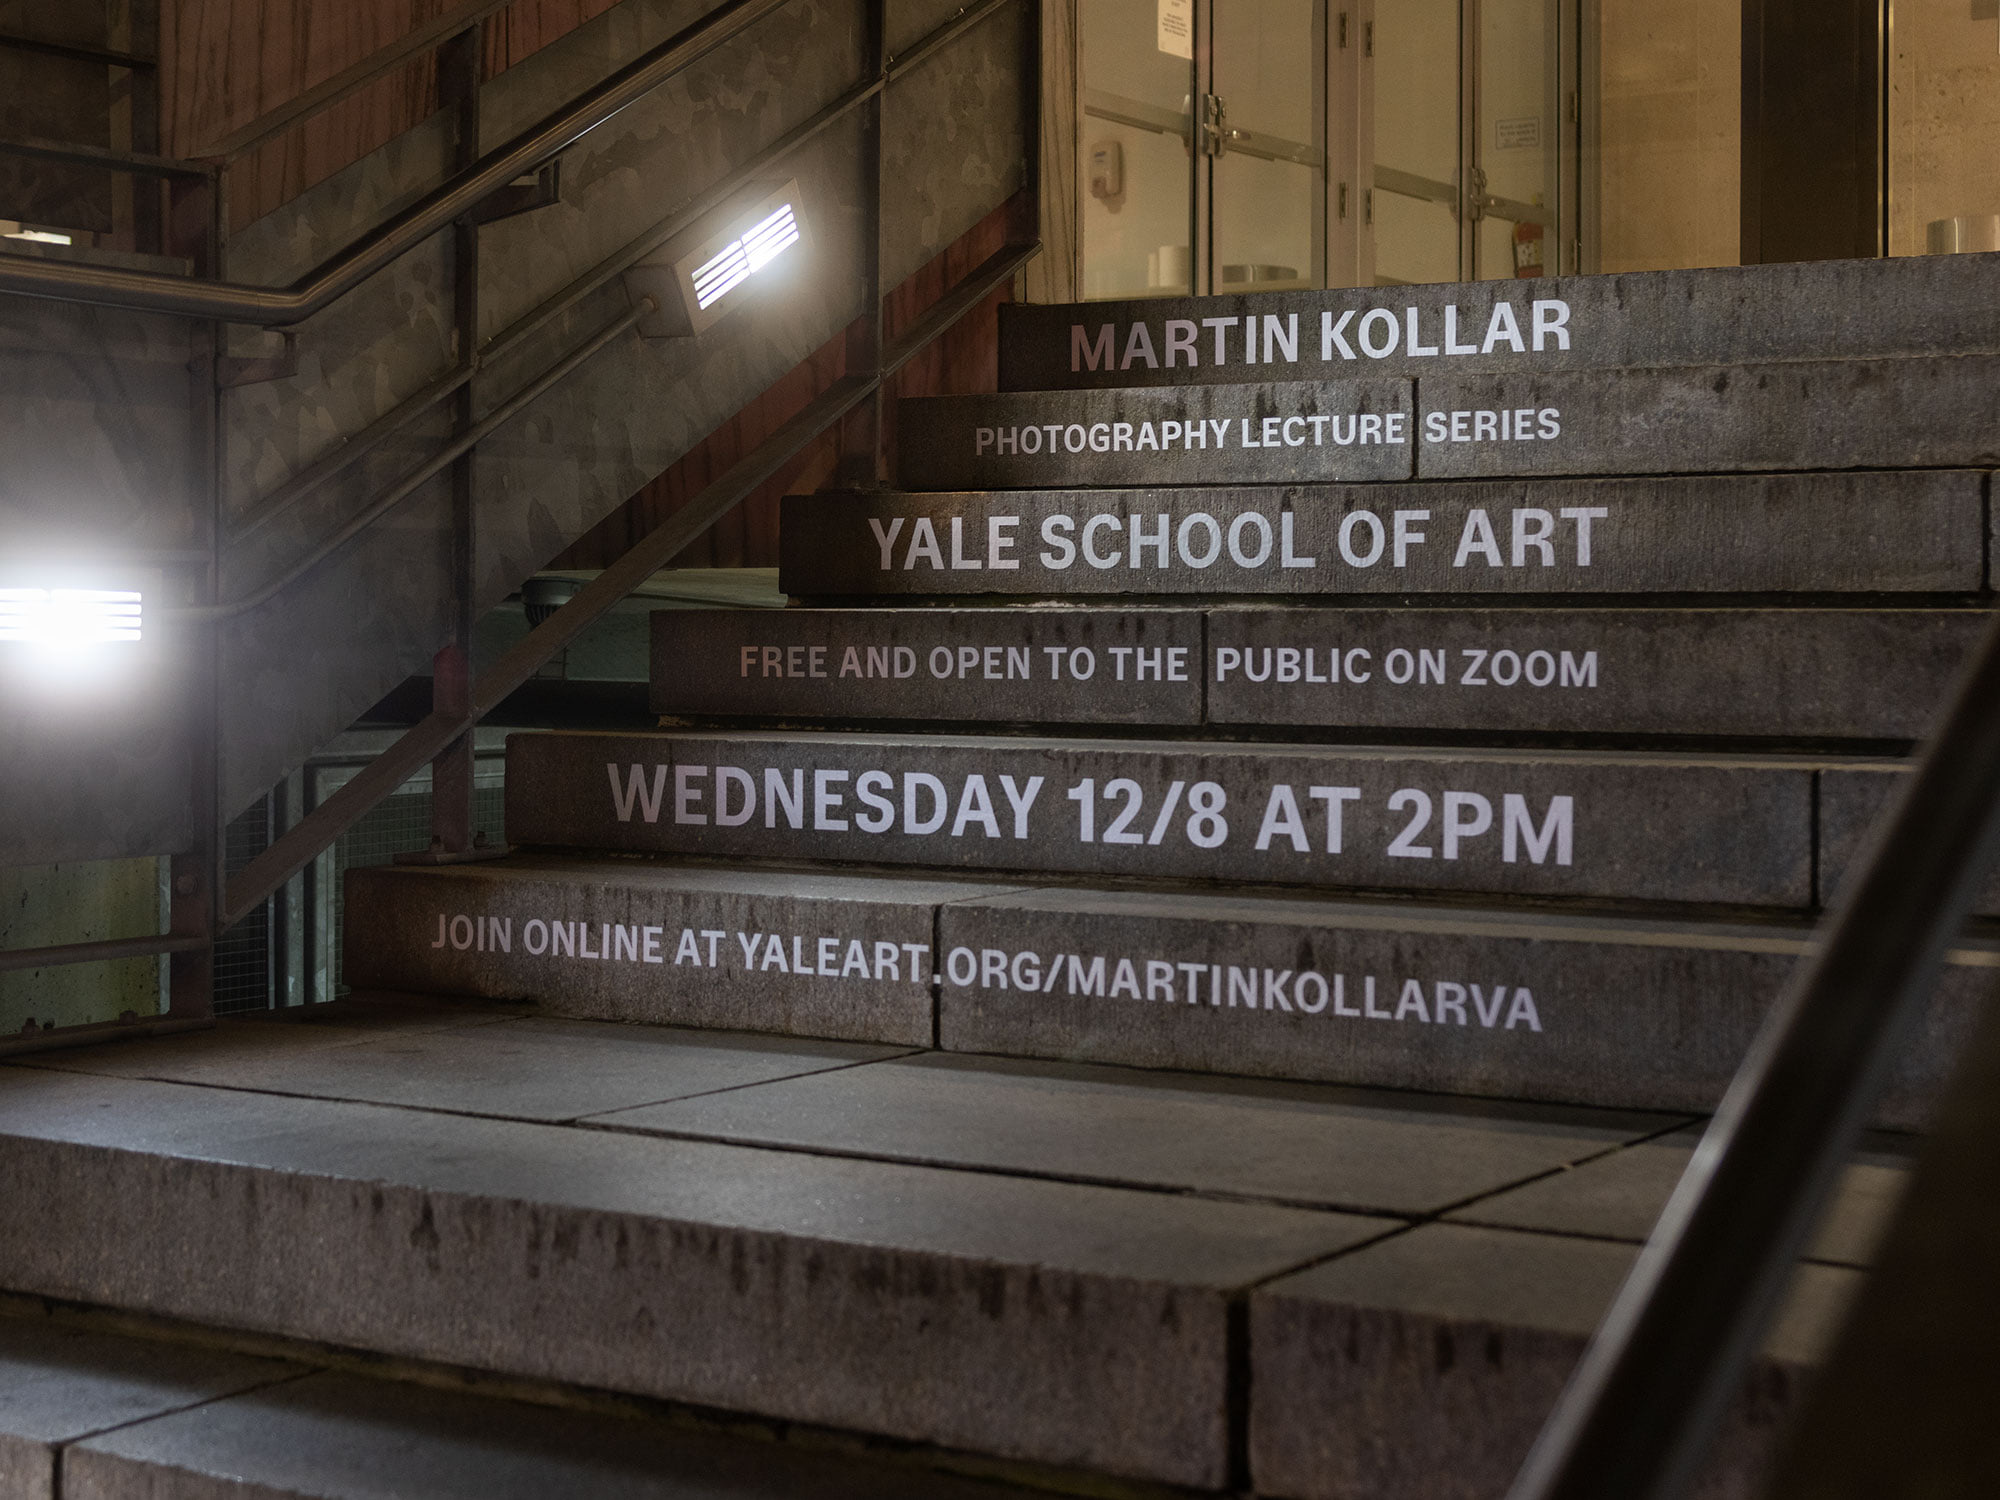 MARTIN KOLLAR
PHOTOGRAPHY LECTURE SERIES
YALE SCHOOL OF ART
FREE AND OPEN TO THE PUBLIC ON ZOOM
WEDNESDAY 12/8 AT 2PM
JOIN ONLINE AT YALEART.ORG/MARTINKOLLARVA